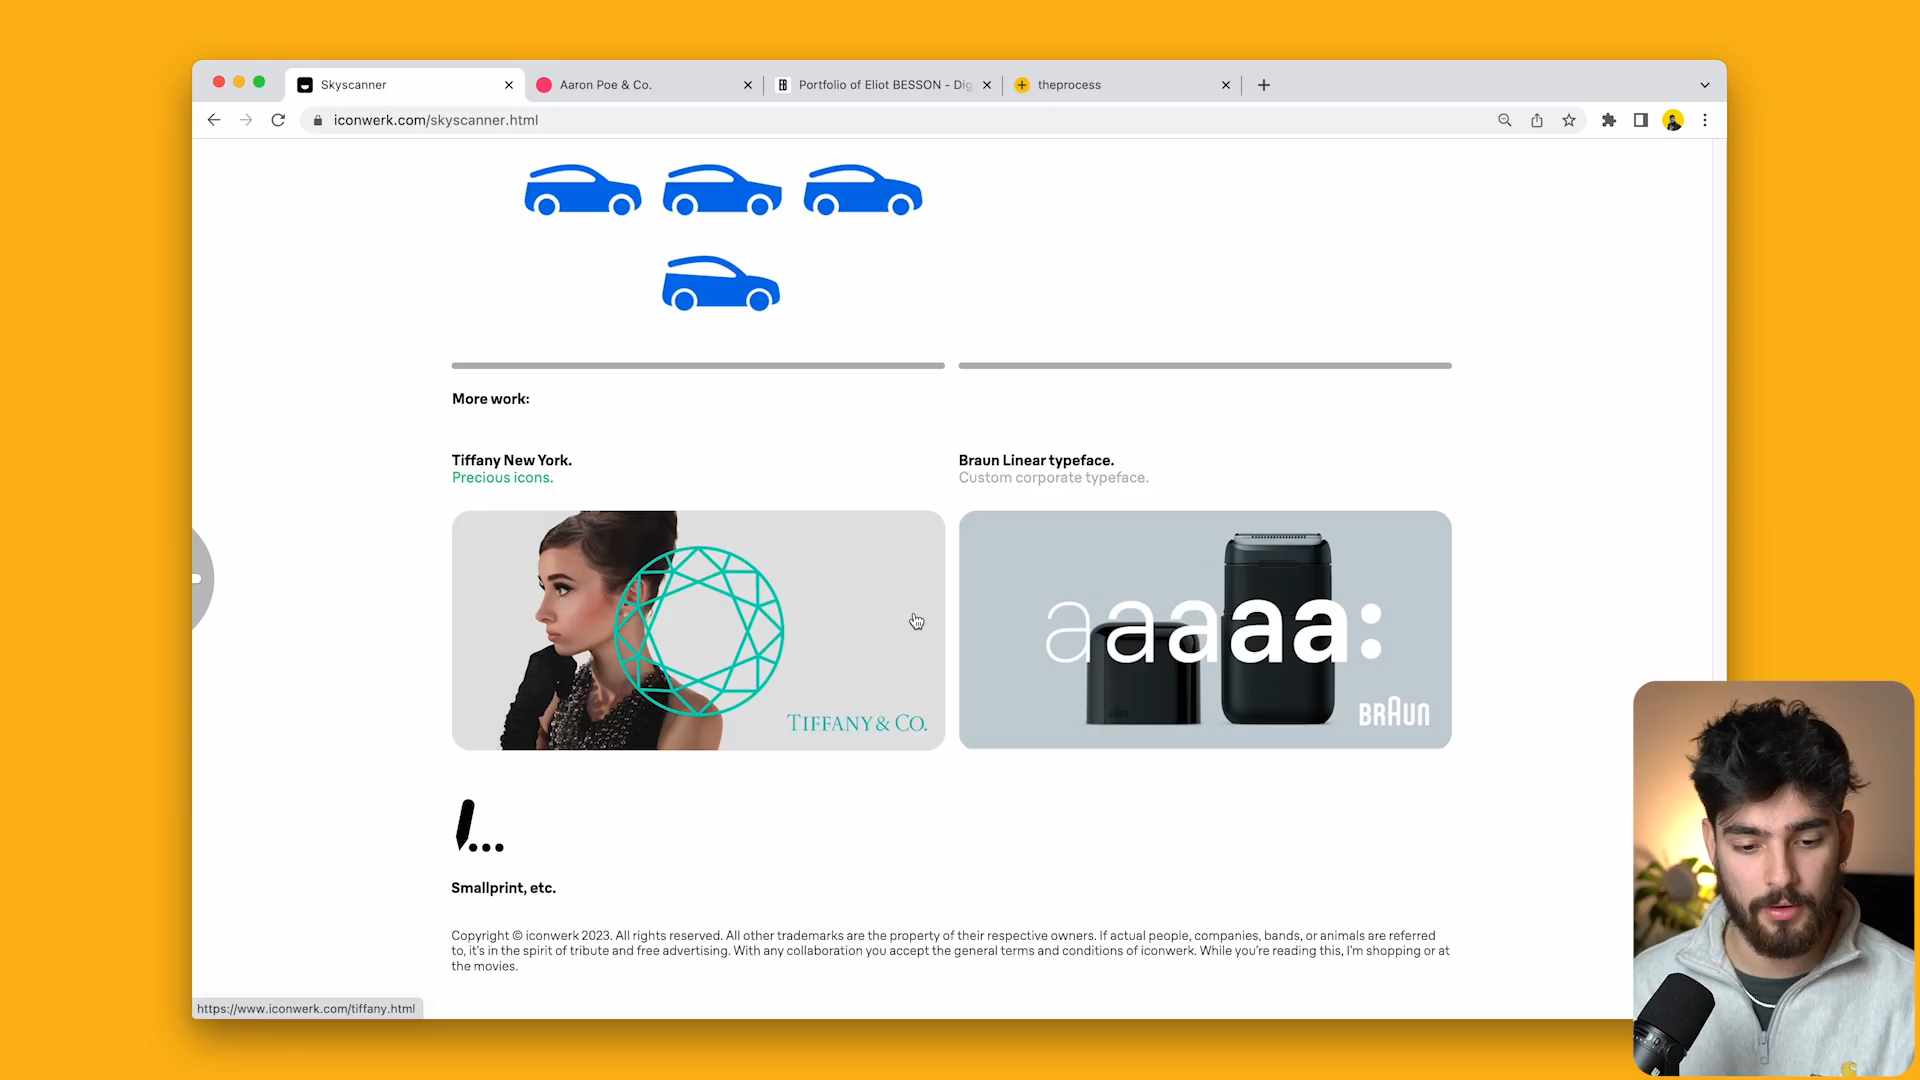 Skyscanner
Aaron Poe & Co.
Portfolio of Eliot BESSON - Dig
theprocess
iconwerk.com/skyscanner.html
More work:
Tiffany New York.
Precious icons.
Braun Linear typeface.
Custom corporate typeface.
TIFFANY & CO.
aaaaa:
BRAUN
Smallprint, etc.
Copyright © iconwerk 2023. All rights reserved. All other trademarks are the property of their respective owners. If actual people, companies, bands, or animals are referred
to, it's in the spirit of tribute and free advertising. With any collaboration you accept the general terms and conditions of iconwerk. While you're reading this, I'm shopping or at
the movies.
https://www.iconwerk.com/tiffany.html